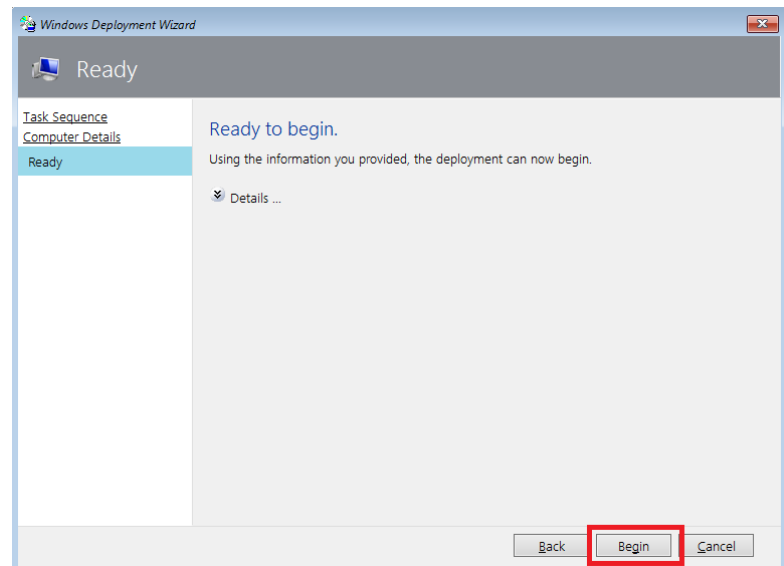 Windows Deployment Wizard
Ready
Task Sequence
Computer Details
Ready
Ready to begin.
Using the information you provided, the deployment can now begin.
Details ...
Back
Begin
Cancel